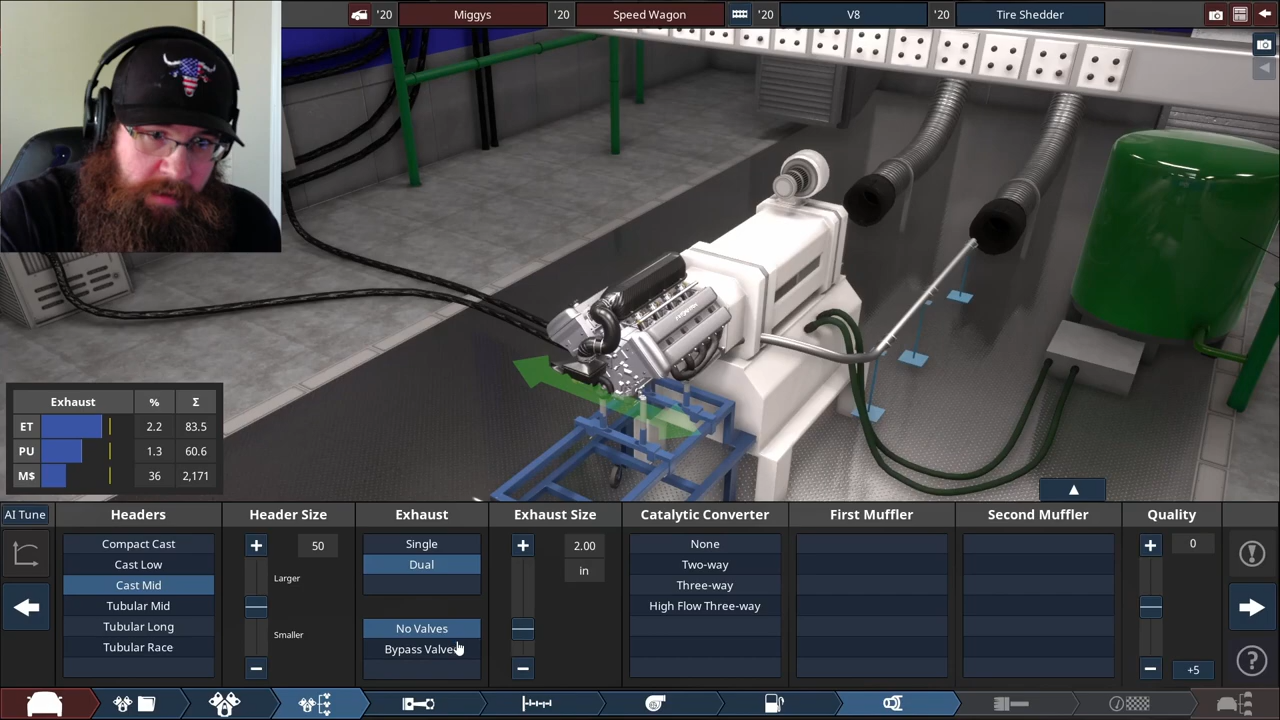 '20 Miggys '20 Speed Wagon '20 V8 '20 Tire Shedder
Exhaust % Σ
ET 2.2 83.5
PU 1.3 60.6
M$ 36 2,171
AI Tune
Headers
Compact Cast
Cast Low
Cast Mid
Tubular Mid
Tubular Long
Tubular Race
Header Size
+ 50
Larger
Smaller
-
Exhaust
Single
Dual
No Valves
Bypass Valves
Exhaust Size
+ 2.00
in
-
Catalytic Converter
None
Two-way
Three-way
High Flow Three-way
First Muffler
Second Muffler
Quality
+ 0
- +5